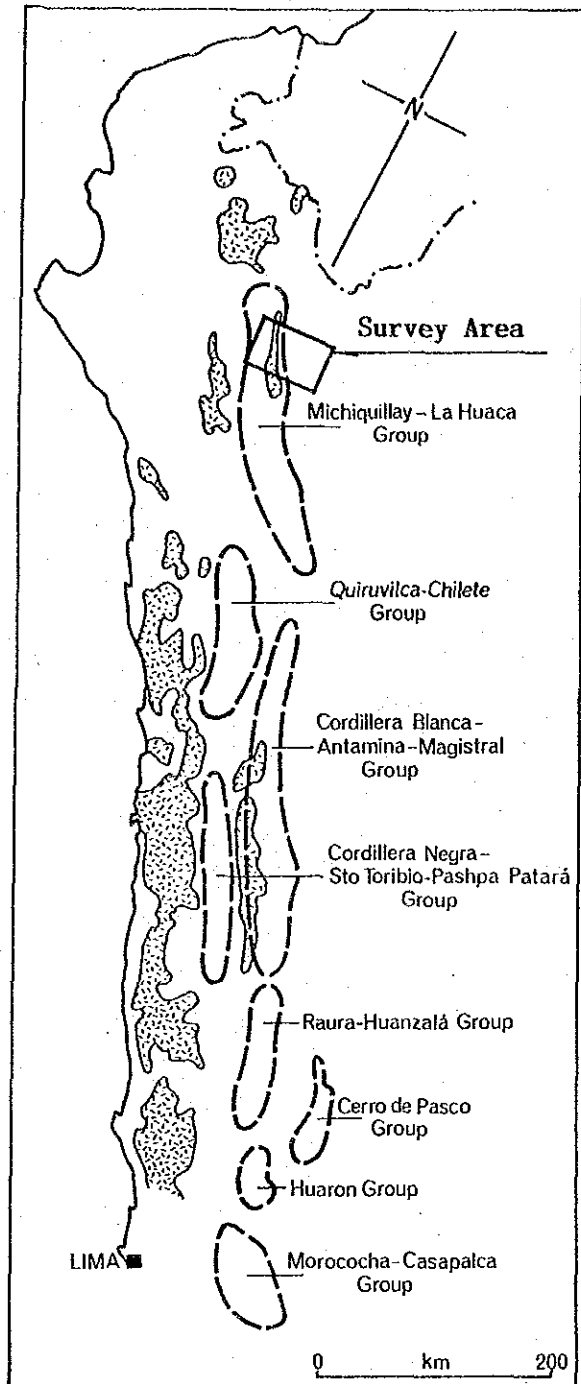 N
Survey Area
Michiquillay-La Huaca
Group
Quiruvilca-Chilete
Group
Cordillera Blanca-
Antamina-Magistral
Group
Cordillera Negra-
Sto Toribio-Pashpa Patará
Group
Raura-Huanzalá Group
Cerro de Pasco
Group
Huaron Group
LIMA
Morococha-Casapalca
Group
0 km 200